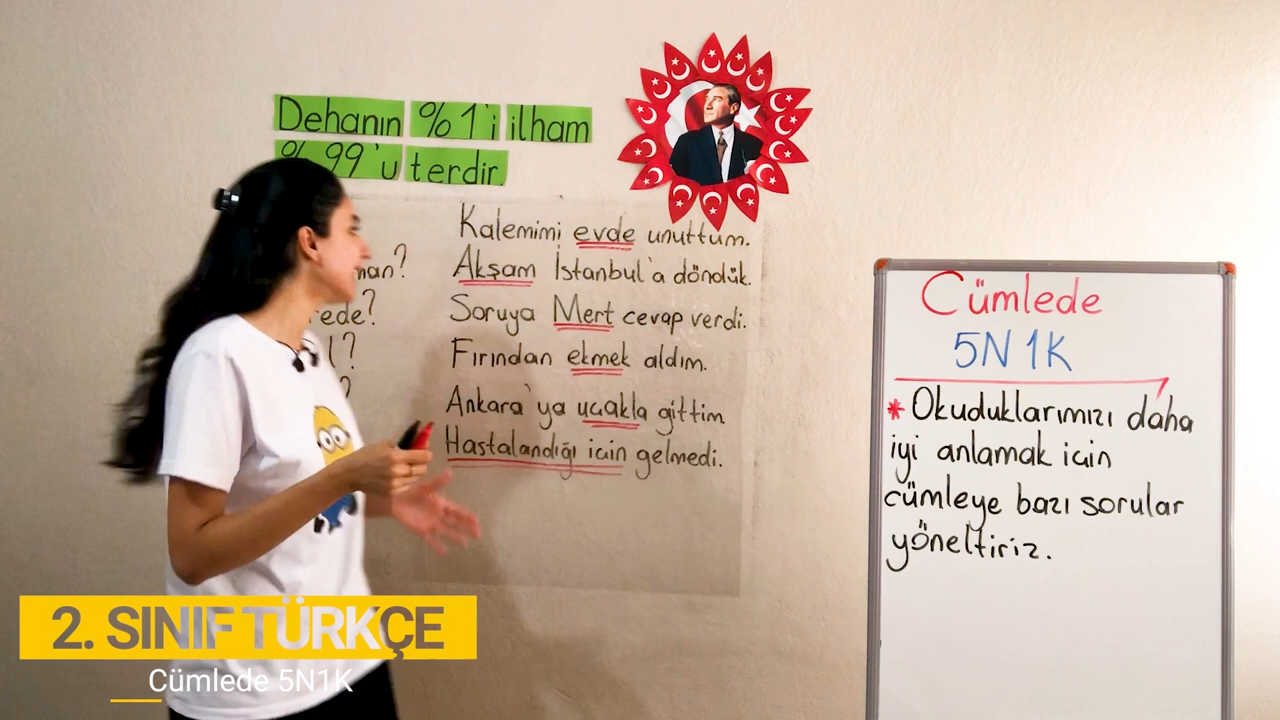 Dehanın %1'i ilham
%99'u terdir.
Kalemimi evde unuttum.
Akşam İstanbul'a döndük.
Soruya Mert cevap verdi.
Fırından ekmek aldım.
Ankara'ya uçakla gittim
Hastalandığı için gelmedi.
Cümlede
5N1K
* Okuduklarımızı daha
iyi anlamak için
cümleye bazı sorular
yöneltiriz.
2. SINIF TÜRKÇE
Cümlede 5N1K